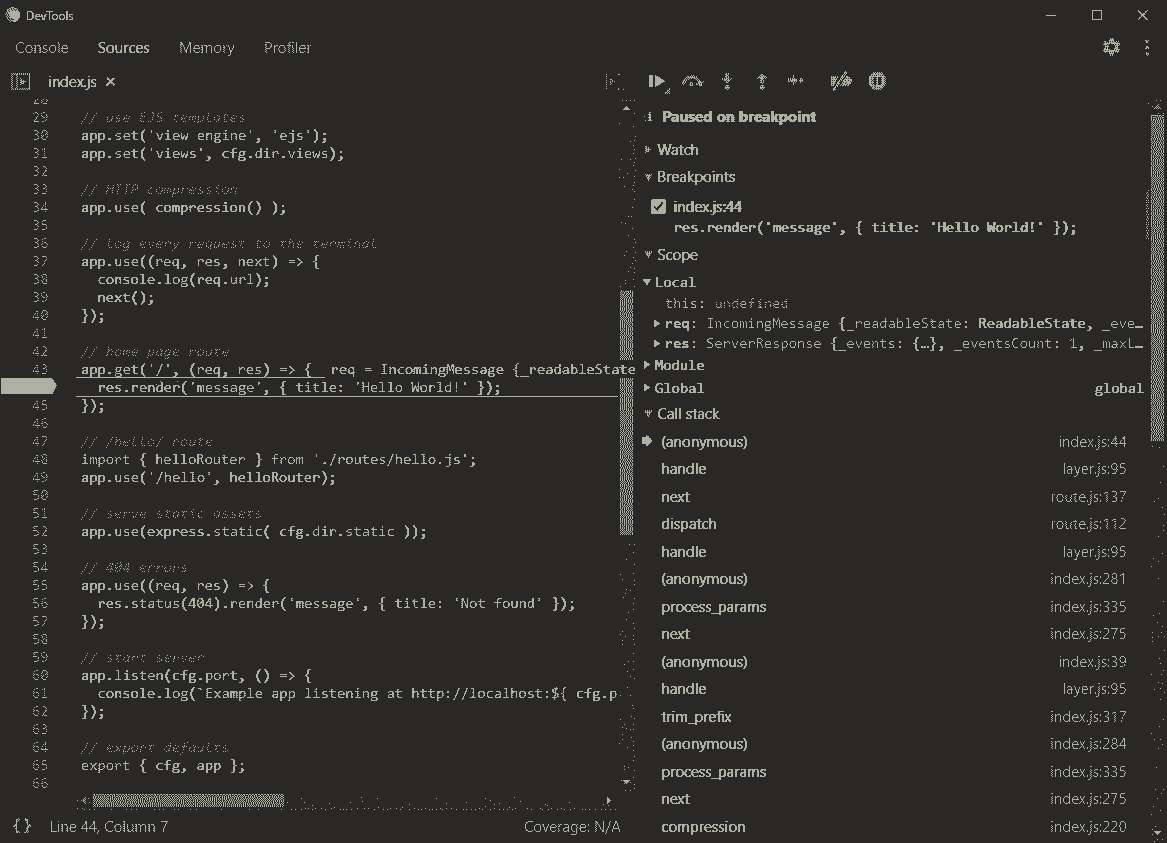 DevTools
Console Sources Memory Profiler
index.js ×
28
29 // use EJS templates
30 app.set('view engine', 'ejs');
31 app.set('views', cfg.dir.views);
32
33 // HTTP compression
34 app.use( compression() );
35
36 // log every request to the terminal
37 app.use((req, res, next) => {
38 console.log(req.url);
39 next();
40 });
41
42 // home page route
43 app.get('/', (req, res) => { req = IncomingMessage {_readableState
res.render('message', { title: 'Hello World!' });
45 });
46
47 // /hello/ route
48 import { helloRouter } from './routes/hello.js';
49 app.use('/hello', helloRouter);
50
51 // serve static assets
52 app.use(express.static( cfg.dir.static ));
53
54 // 404 errors
55 app.use((req, res) => {
56 res.status(404).render('message', { title: 'Not found' });
57 });
58
59 // start server
60 app.listen(cfg.port, () => {
61 console.log(`Example app listening at http://localhost:${ cfg.p
62 });
63
64 // export defaults
65 export { cfg, app };
66
{} Line 44, Column 7 Coverage: N/A
Paused on breakpoint
Watch
Breakpoints
index.js:44
res.render('message', { title: 'Hello World!' });
Scope
Local
this: undefined
req: IncomingMessage {_readableState: ReadableState, _eve…
res: ServerResponse {_events: {…}, _eventsCount: 1, _maxL…
Module
Global global
Call stack
(anonymous) index.js:44
handle layer.js:95
next route.js:137
dispatch route.js:112
handle layer.js:95
(anonymous) index.js:281
process_params index.js:335
next index.js:275
(anonymous) index.js:39
handle layer.js:95
trim_prefix index.js:317
(anonymous) index.js:284
process_params index.js:335
next index.js:275
compression index.js:220